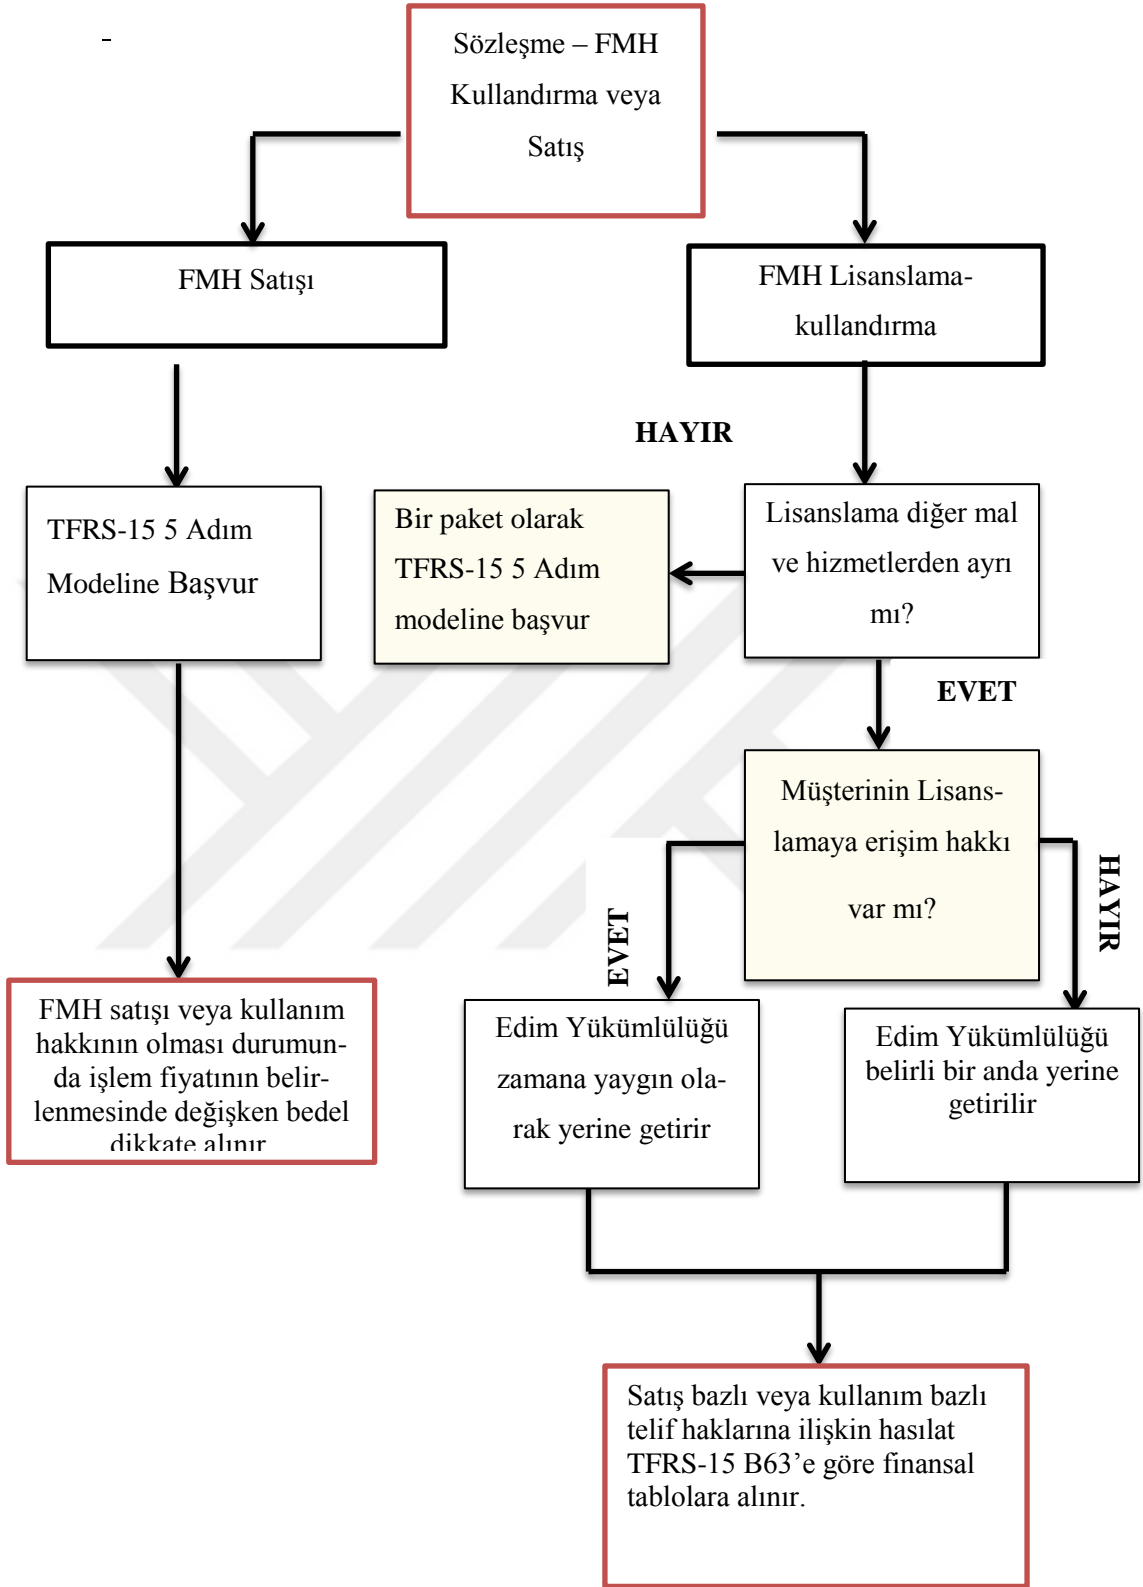 Sözleşme – FMH
Kullandırma veya
Satış
FMH Satışı
FMH Lisanslama-
kullandırma
HAYIR
TFRS-15 5 Adım
Modeline Başvur
Bir paket olarak
TFRS-15 5 Adım
modeline başvur
Lisanslama diğer mal
ve hizmetlerden ayrı
mı?
EVET
Müşterinin Lisans-
lamaya erişim hakkı
var mı?
EVET
HAYIR
FMH satışı veya kullanım
hakkının olması durumun-
da işlem fiyatının belir-
lenmesinde değişken bedel
dikkate alınır
Edim Yükümlülüğü
zamana yaygın ola-
rak yerine getirir
Edim Yükümlülüğü
belirli bir anda yerine
getirilir
Satış bazlı veya kullanım bazlı
telif haklarına ilişkin hasılat
TFRS-15 B63’e göre finansal
tablolara alınır.